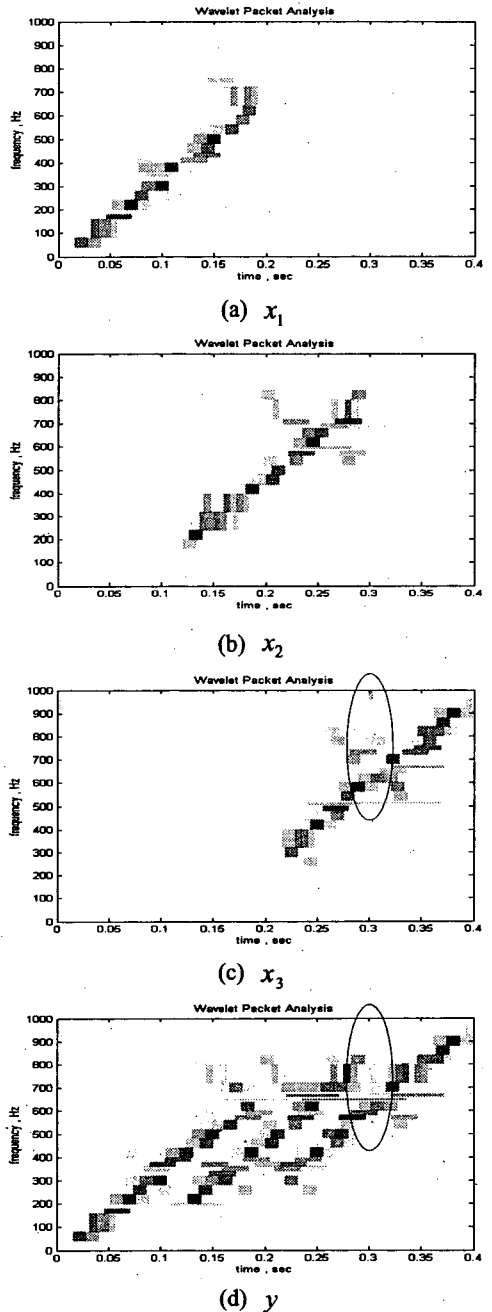 Wavelet Packet Analysis
1000
900
800
700
600
500
400
300
200
100
0
frequency , Hz
0 0.05 0.1 0.15 0.2 0.25 0.3 0.35 0.4
time , sec
(a) x₁
Wavelet Packet Analysis
1000
900
800
700
600
500
400
300
200
100
0
frequency , Hz
0 0.05 0.1 0.15 0.2 0.25 0.3 0.35 0.4
time , sec
(b) x₂
Wavelet Packet Analysis
1000
900
800
700
600
500
400
300
200
100
0
frequency , Hz
0 0.05 0.1 0.15 0.2 0.25 0.3 0.35 0.4
time , sec
(c) x₃
Wavelet Packet Analysis
1000
900
800
700
600
500
400
300
200
100
0
frequency , Hz
0 0.05 0.1 0.15 0.2 0.25 0.3 0.35 0.4
time , sec
(d) y